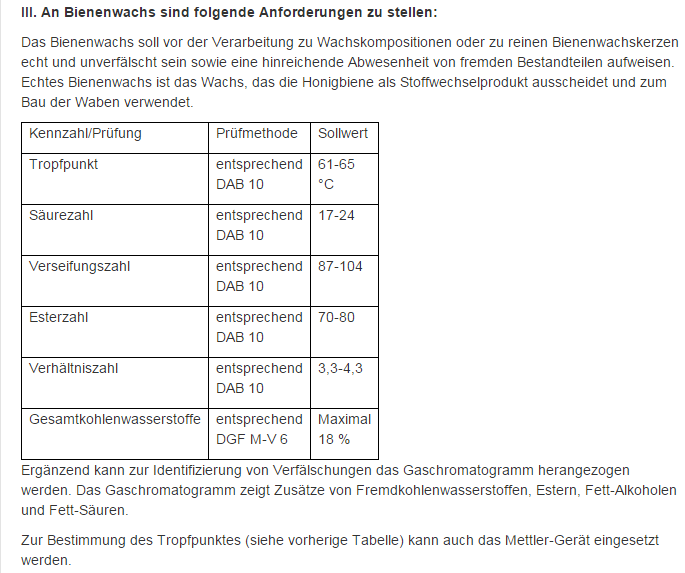 III. An Bienenwachs sind folgende Anforderungen zu stellen:
Das Bienenwachs soll vor der Verarbeitung zu Wachskompositionen oder zu reinen Bienenwachskerzen
echt und unverfälscht sein sowie eine hinreichende Abwesenheit von fremden Bestandteilen aufweisen.
Echtes Bienenwachs ist das Wachs, das die Honigbiene als Stoffwechselprodukt ausscheidet und zum
Bau der Waben verwendet.
Kennzahl/Prüfung Prüfmethode Sollwert
Tropfpunkt entsprechend 61-65
DAB 10 °C
Säurezahl entsprechend 17-24
DAB 10
Verseifungszahl entsprechend 87-104
DAB 10
Esterzahl entsprechend 70-80
DAB 10
Verhältniszahl entsprechend 3,3-4,3
DAB 10
Gesamtkohlenwasserstoffe entsprechend Maximal
DGF M-V 6 18 %
Ergänzend kann zur Identifizierung von Verfälschungen das Gaschromatogramm herangezogen
werden. Das Gaschromatogramm zeigt Zusätze von Fremdkohlenwasserstoffen, Estern, Fett-Alkoholen
und Fett-Säuren.
Zur Bestimmung des Tropfpunktes (siehe vorherige Tabelle) kann auch das Mettler-Gerät eingesetzt
werden.